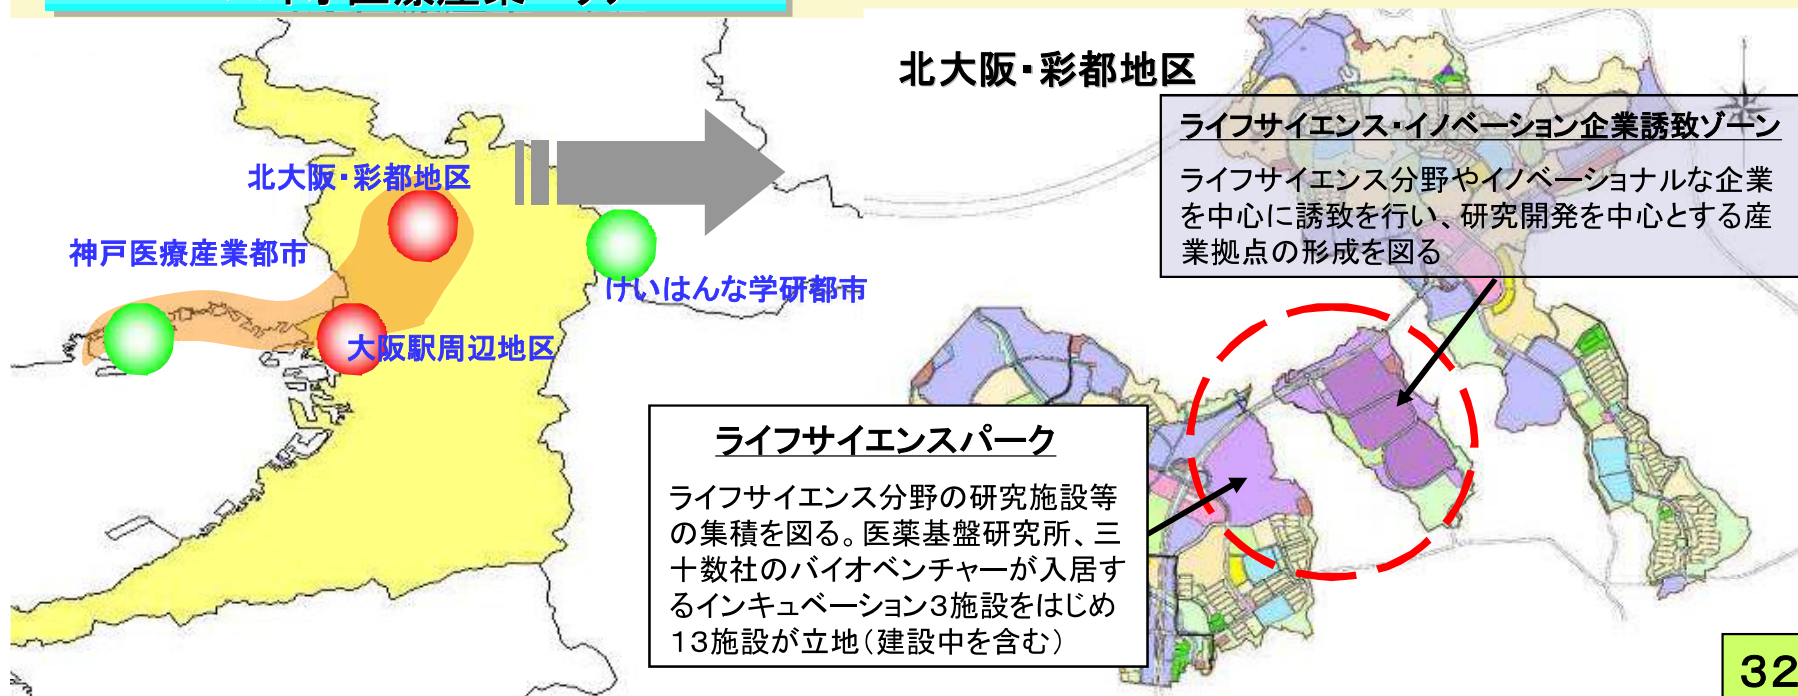 北大阪・彩都地区
ライフサイエンス・イノベーション企業誘致ゾーン
ライフサイエンス分野やイノベーショナルな企業
を中心に誘致を行い、研究開発を中心とする産
業拠点の形成を図る
北大阪・彩都地区
神戸医療産業都市
けいはんな学研都市
大阪駅周辺地区
ライフサイエンスパーク
ライフサイエンス分野の研究施設等
の集積を図る。医薬基盤研究所、三
十数社のバイオベンチャーが入居す
るインキュベーション3施設をはじめ
13施設が立地(建設中を含む)
32